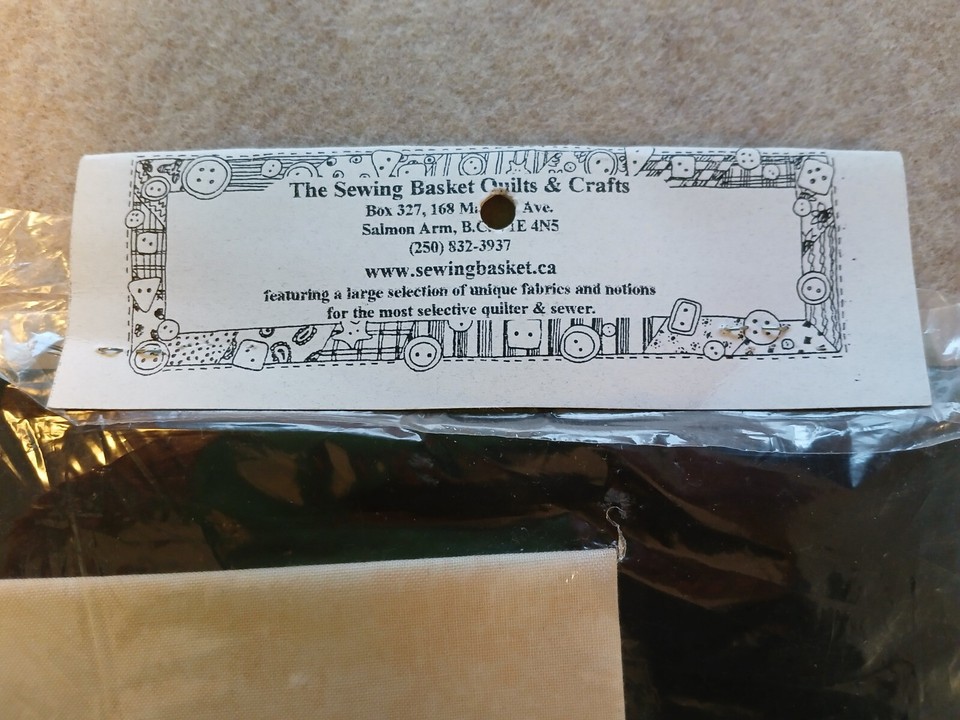 The Sewing Basket Quilts & Crafts
Box 327, 168 Ave.
Salmon Arm, B.C. 4N5
(250) 832-3937
www.sewingbasket.ca
featuring a large selection of unique fabrics and notions
for the most selective quilter & sewer.